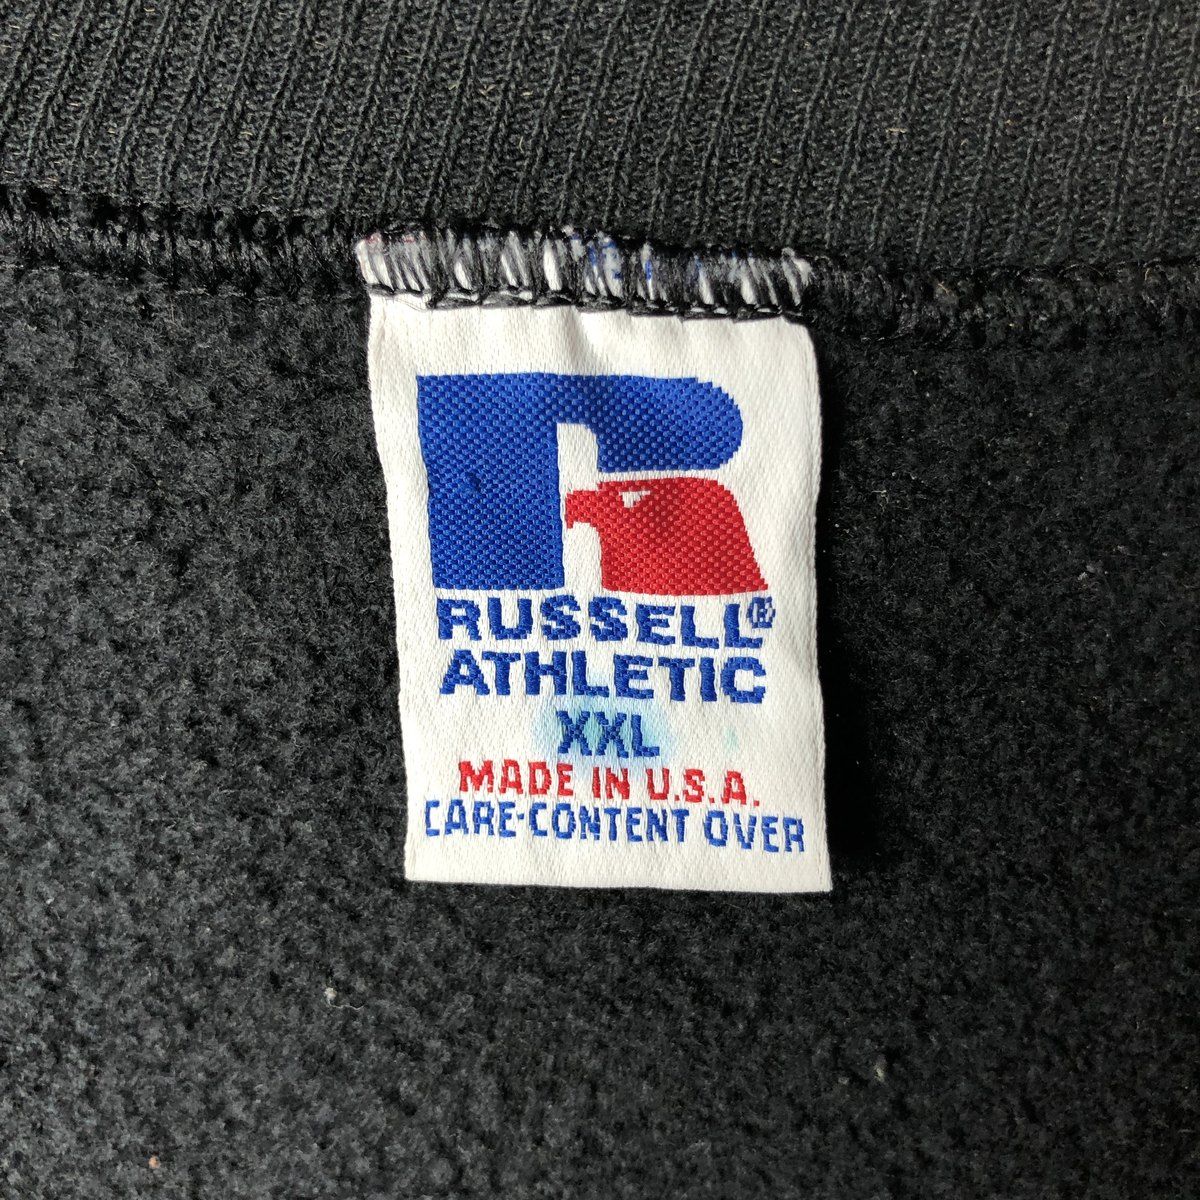 RUSSELL®
ATHLETIC
XXL
MADE IN U.S.A.
CARE-CONTENT OVER